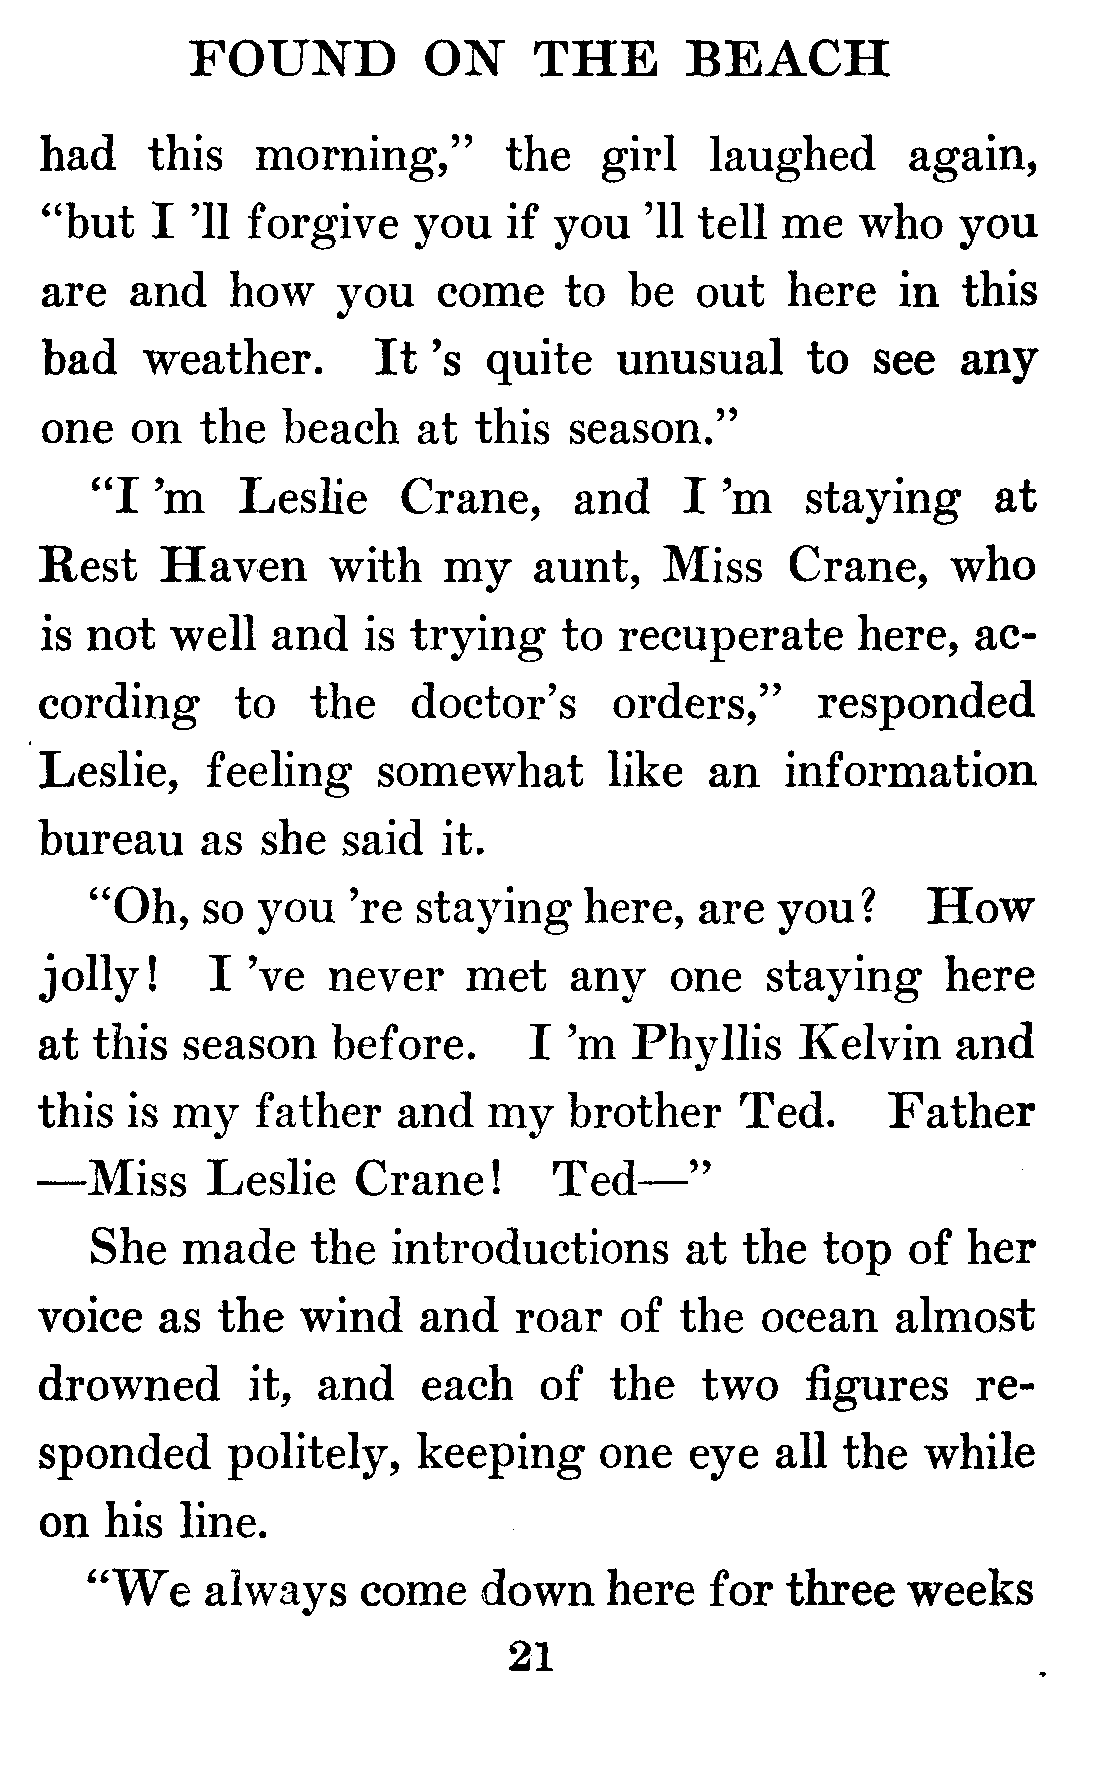 FOUND ON THE BEACH
had this morning,” the girl laughed again,
“but I ’ll forgive you if you ’ll tell me who you
are and how you come to be out here in this
bad weather. It ’s quite unusual to see any
one on the beach at this season.”
“I ’m Leslie Crane, and I ’m staying at
Rest Haven with my aunt, Miss Crane, who
is not well and is trying to recuperate here, ac-
cording to the doctor’s orders,” responded
Leslie, feeling somewhat like an information
bureau as she said it.
“Oh, so you ’re staying here, are you? How
jolly! I ’ve never met any one staying here
at this season before. I ’m Phyllis Kelvin and
this is my father and my brother Ted. Father
—Miss Leslie Crane! Ted—”
She made the introductions at the top of her
voice as the wind and roar of the ocean almost
drowned it, and each of the two figures re-
sponded politely, keeping one eye all the while
on his line.
“We always come down here for three weeks
21